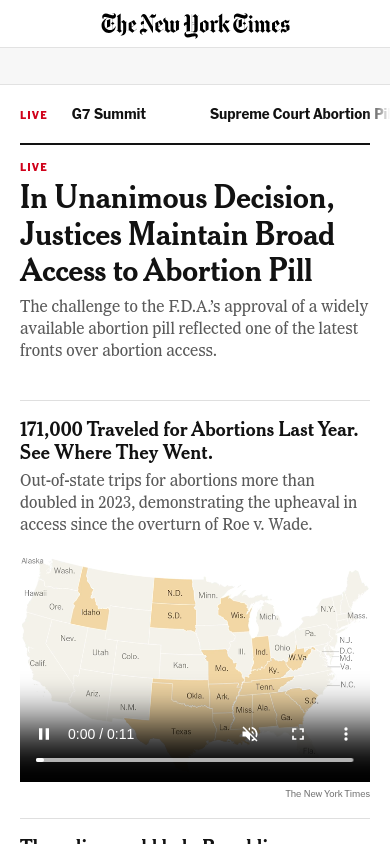 The New York Times
LIVE G7 Summit Supreme Court Abortion
LIVE
In Unanimous Decision,
Justices Maintain Broad
Access to Abortion Pill
The challenge to the F.D.A.'s approval of a widely
available abortion pill reflected one of the latest
fronts over abortion access.
171,000 Traveled for Abortions Last Year.
See Where They Went.
Out-of-state trips for abortions more than
doubled in 2023, demonstrating the upheaval in
access since the overturn of Roe v. Wade.
Alaska
Wash.
N.D.
Minn.
Hawaii
Ore.
Idaho
S.D.
Wis.
Mich.
N.Y.
Mass.
Nev.
Pa.
N.J.
Utah
Colo.
Ill.
Ind.
Ohio
D.C.
Md.
Calif.
Kan.
Mo.
Ky.
W.Va
Va.
Ariz.
N.M.
Okla.
Ark.
Tenn.
N.C.
Miss.
Ala.
Ga.
S.C.
Texas
La.
0:00 / 0:11
The New York Times